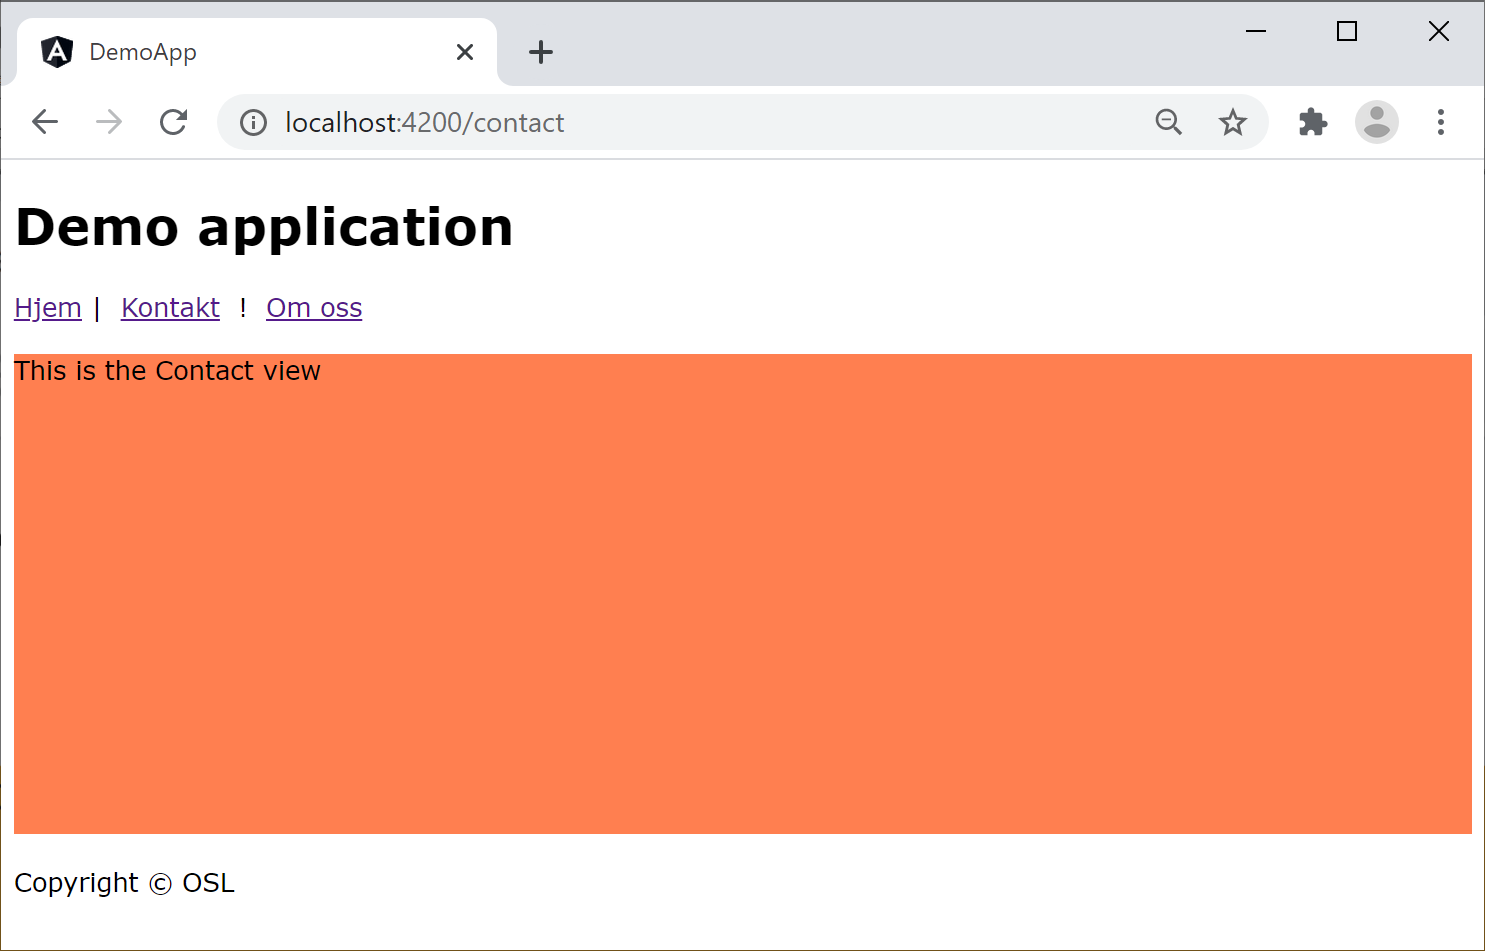 DemoApp
localhost:4200/contact
Demo application
Hjem | Kontakt ! Om oss
This is the Contact view
Copyright © OSL